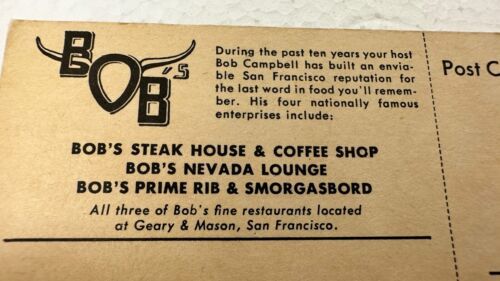 BOB'S
During the past ten years your host
Bob Campbell has built an envia-
ble San Francisco reputation for
the last word in food you'll remem-
ber. His four nationally famous
enterprises include:
Post C
BOB'S STEAK HOUSE & COFFEE SHOP
BOB'S NEVADA LOUNGE
BOB'S PRIME RIB & SMORGASBORD
All three of Bob's fine restaurants located
at Geary & Mason, San Francisco.